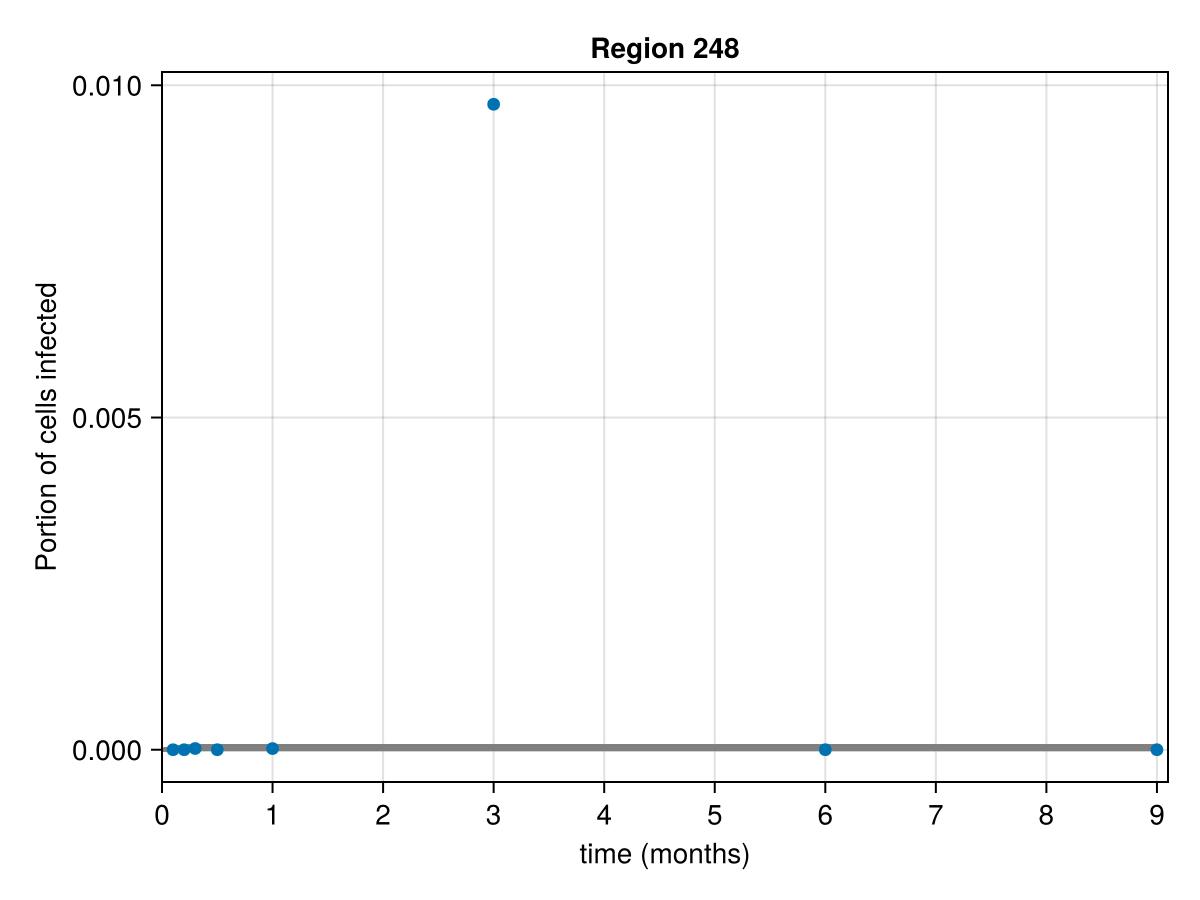 Region 248
0.010
0.005
0.000
Portion of cells infected
0 1 2 3 4 5 6 7 8 9
time (months)